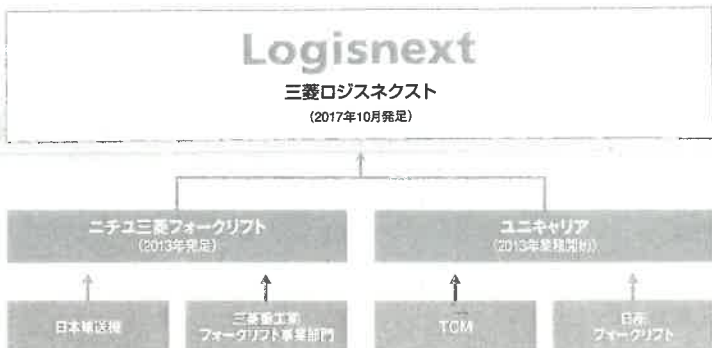 Logisnext
三菱ロジスネクスト
(2017年10月発足)
ニチユ三菱フォークリフト
(2013年発足)
ユニキャリア
(2013年業務開始)
日本輸送機
三菱重工業
フォークリフト事業部門
TCM
日産
フォークリフト